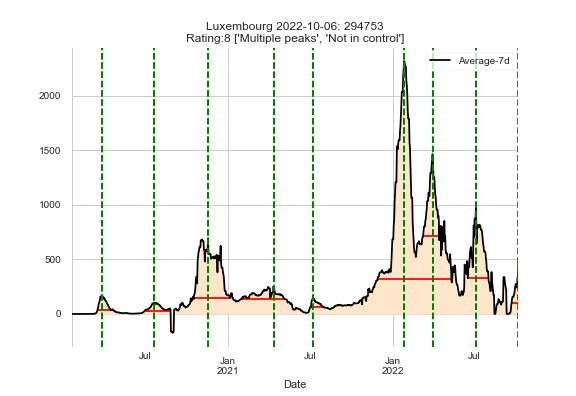 Luxembourg 2022-10-06: 294753
Rating:8 ['Multiple peaks', 'Not in control']
Average-7d
2000
1500
1000
500
0
Jul
Jan
2021
Jul
Jan
2022
Jul
Date